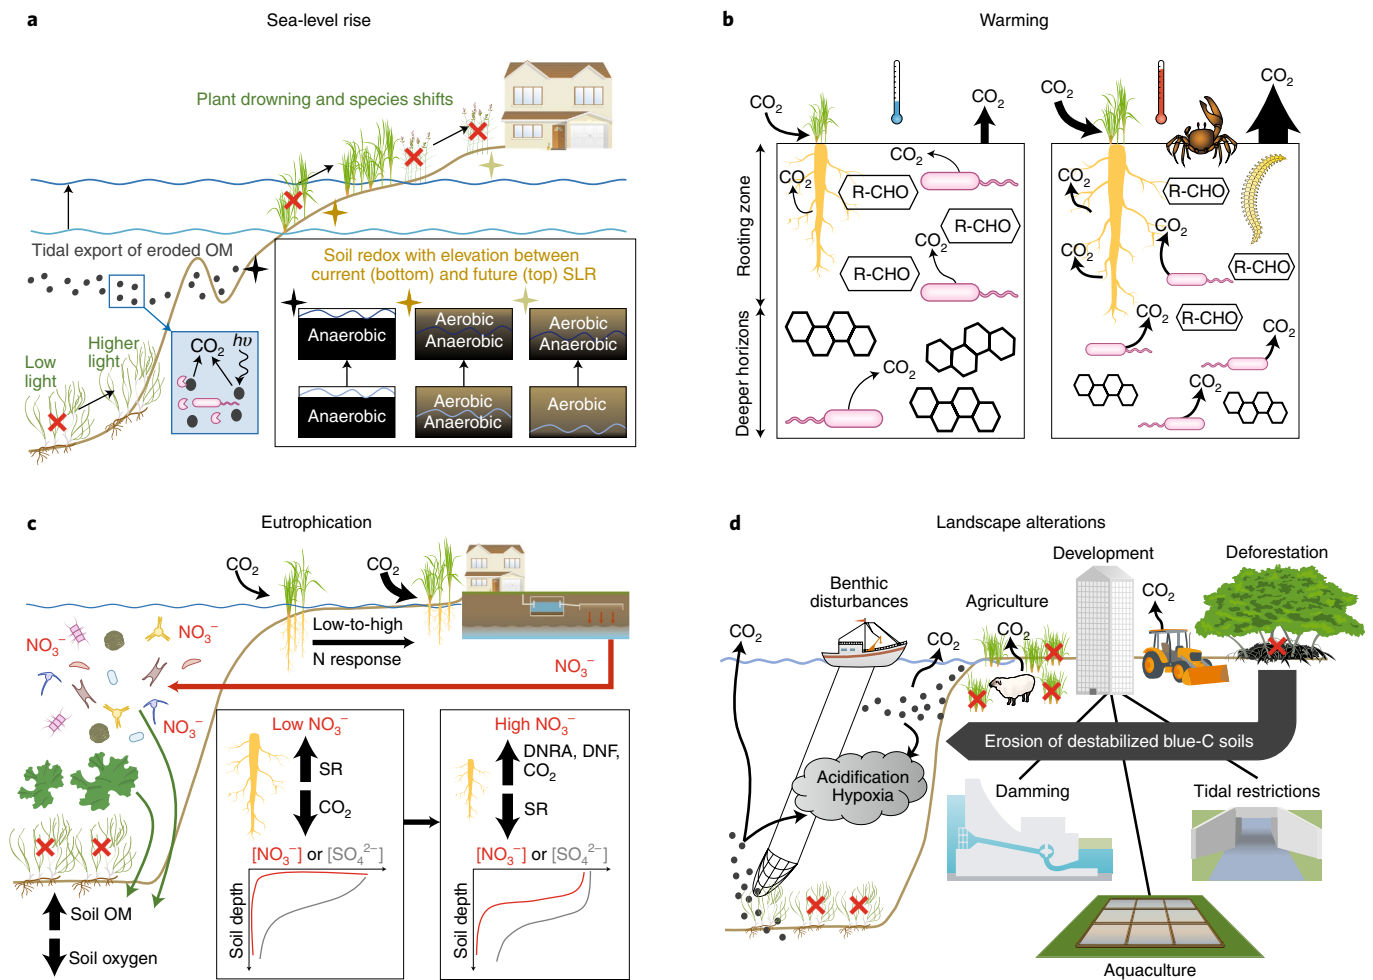 a
Sea-level rise
Plant drowning and species shifts
Tidal export of eroded OM
Soil redox with elevation between
current (bottom) and future (top) SLR
Low
light
Higher
light
CO₂
hυ
Anaerobic
Aerobic
Anaerobic
Aerobic
Anaerobic
Anaerobic
Aerobic
Anaerobic
Aerobic
b
Warming
CO₂
CO₂
CO₂
CO₂
Rooting zone
Deeper horizons
CO₂
CO₂
R-CHO
R-CHO
CO₂
R-CHO
CO₂
CO₂
R-CHO
CO₂
CO₂
R-CHO
CO₂
R-CHO
CO₂
CO₂
c
Eutrophication
CO₂
CO₂
Low-to-high
N response
NO₃⁻
NO₃⁻
NO₃⁻
NO₃⁻
Low NO₃⁻
SR
CO₂
[NO₃⁻] or [SO₄²⁻]
Soil depth
High NO₃⁻
DNRA, DNF,
CO₂
SR
[NO₃⁻] or [SO₄²⁻]
Soil depth
Soil OM
Soil oxygen
d
Landscape alterations
Development
Deforestation
Benthic
disturbances
Agriculture
CO₂
CO₂
CO₂
CO₂
Erosion of destabilized blue-C soils
Acidification
Hypoxia
Damming
Tidal restrictions
Aquaculture